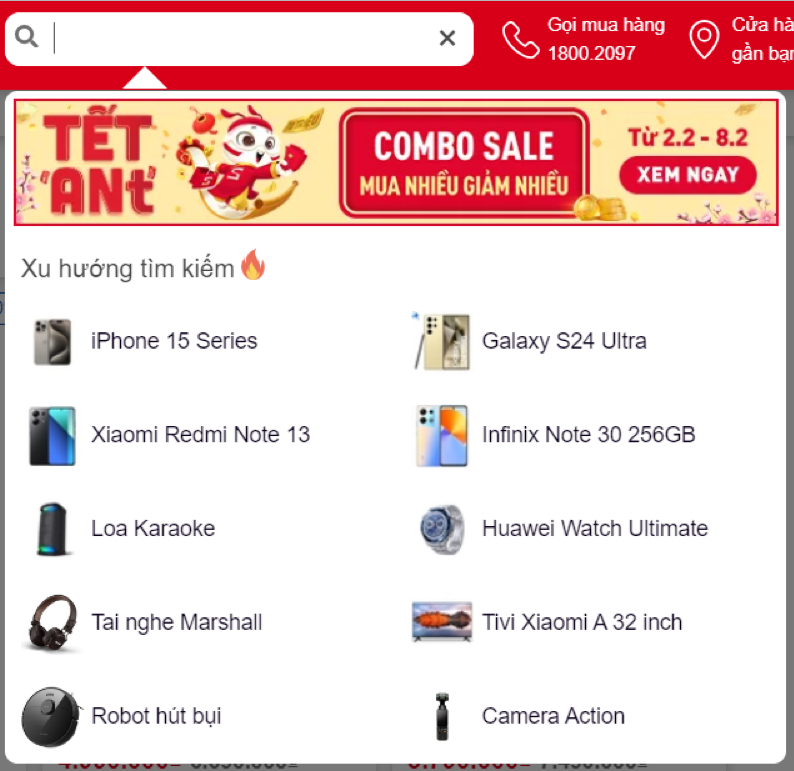 Gọi mua hàng
1800.2097
Cửa hà
gần bạn
TẾT
'ANt'
COMBO SALE
MUA NHIỀU GIẢM NHIỀU
Từ 2.2 - 8.2
XEM NGAY
Xu hướng tìm kiếm
iPhone 15 Series
Galaxy S24 Ultra
Xiaomi Redmi Note 13
Infinix Note 30 256GB
Loa Karaoke
Huawei Watch Ultimate
Tai nghe Marshall
Tivi Xiaomi A 32 inch
Robot hút bụi
Camera Action